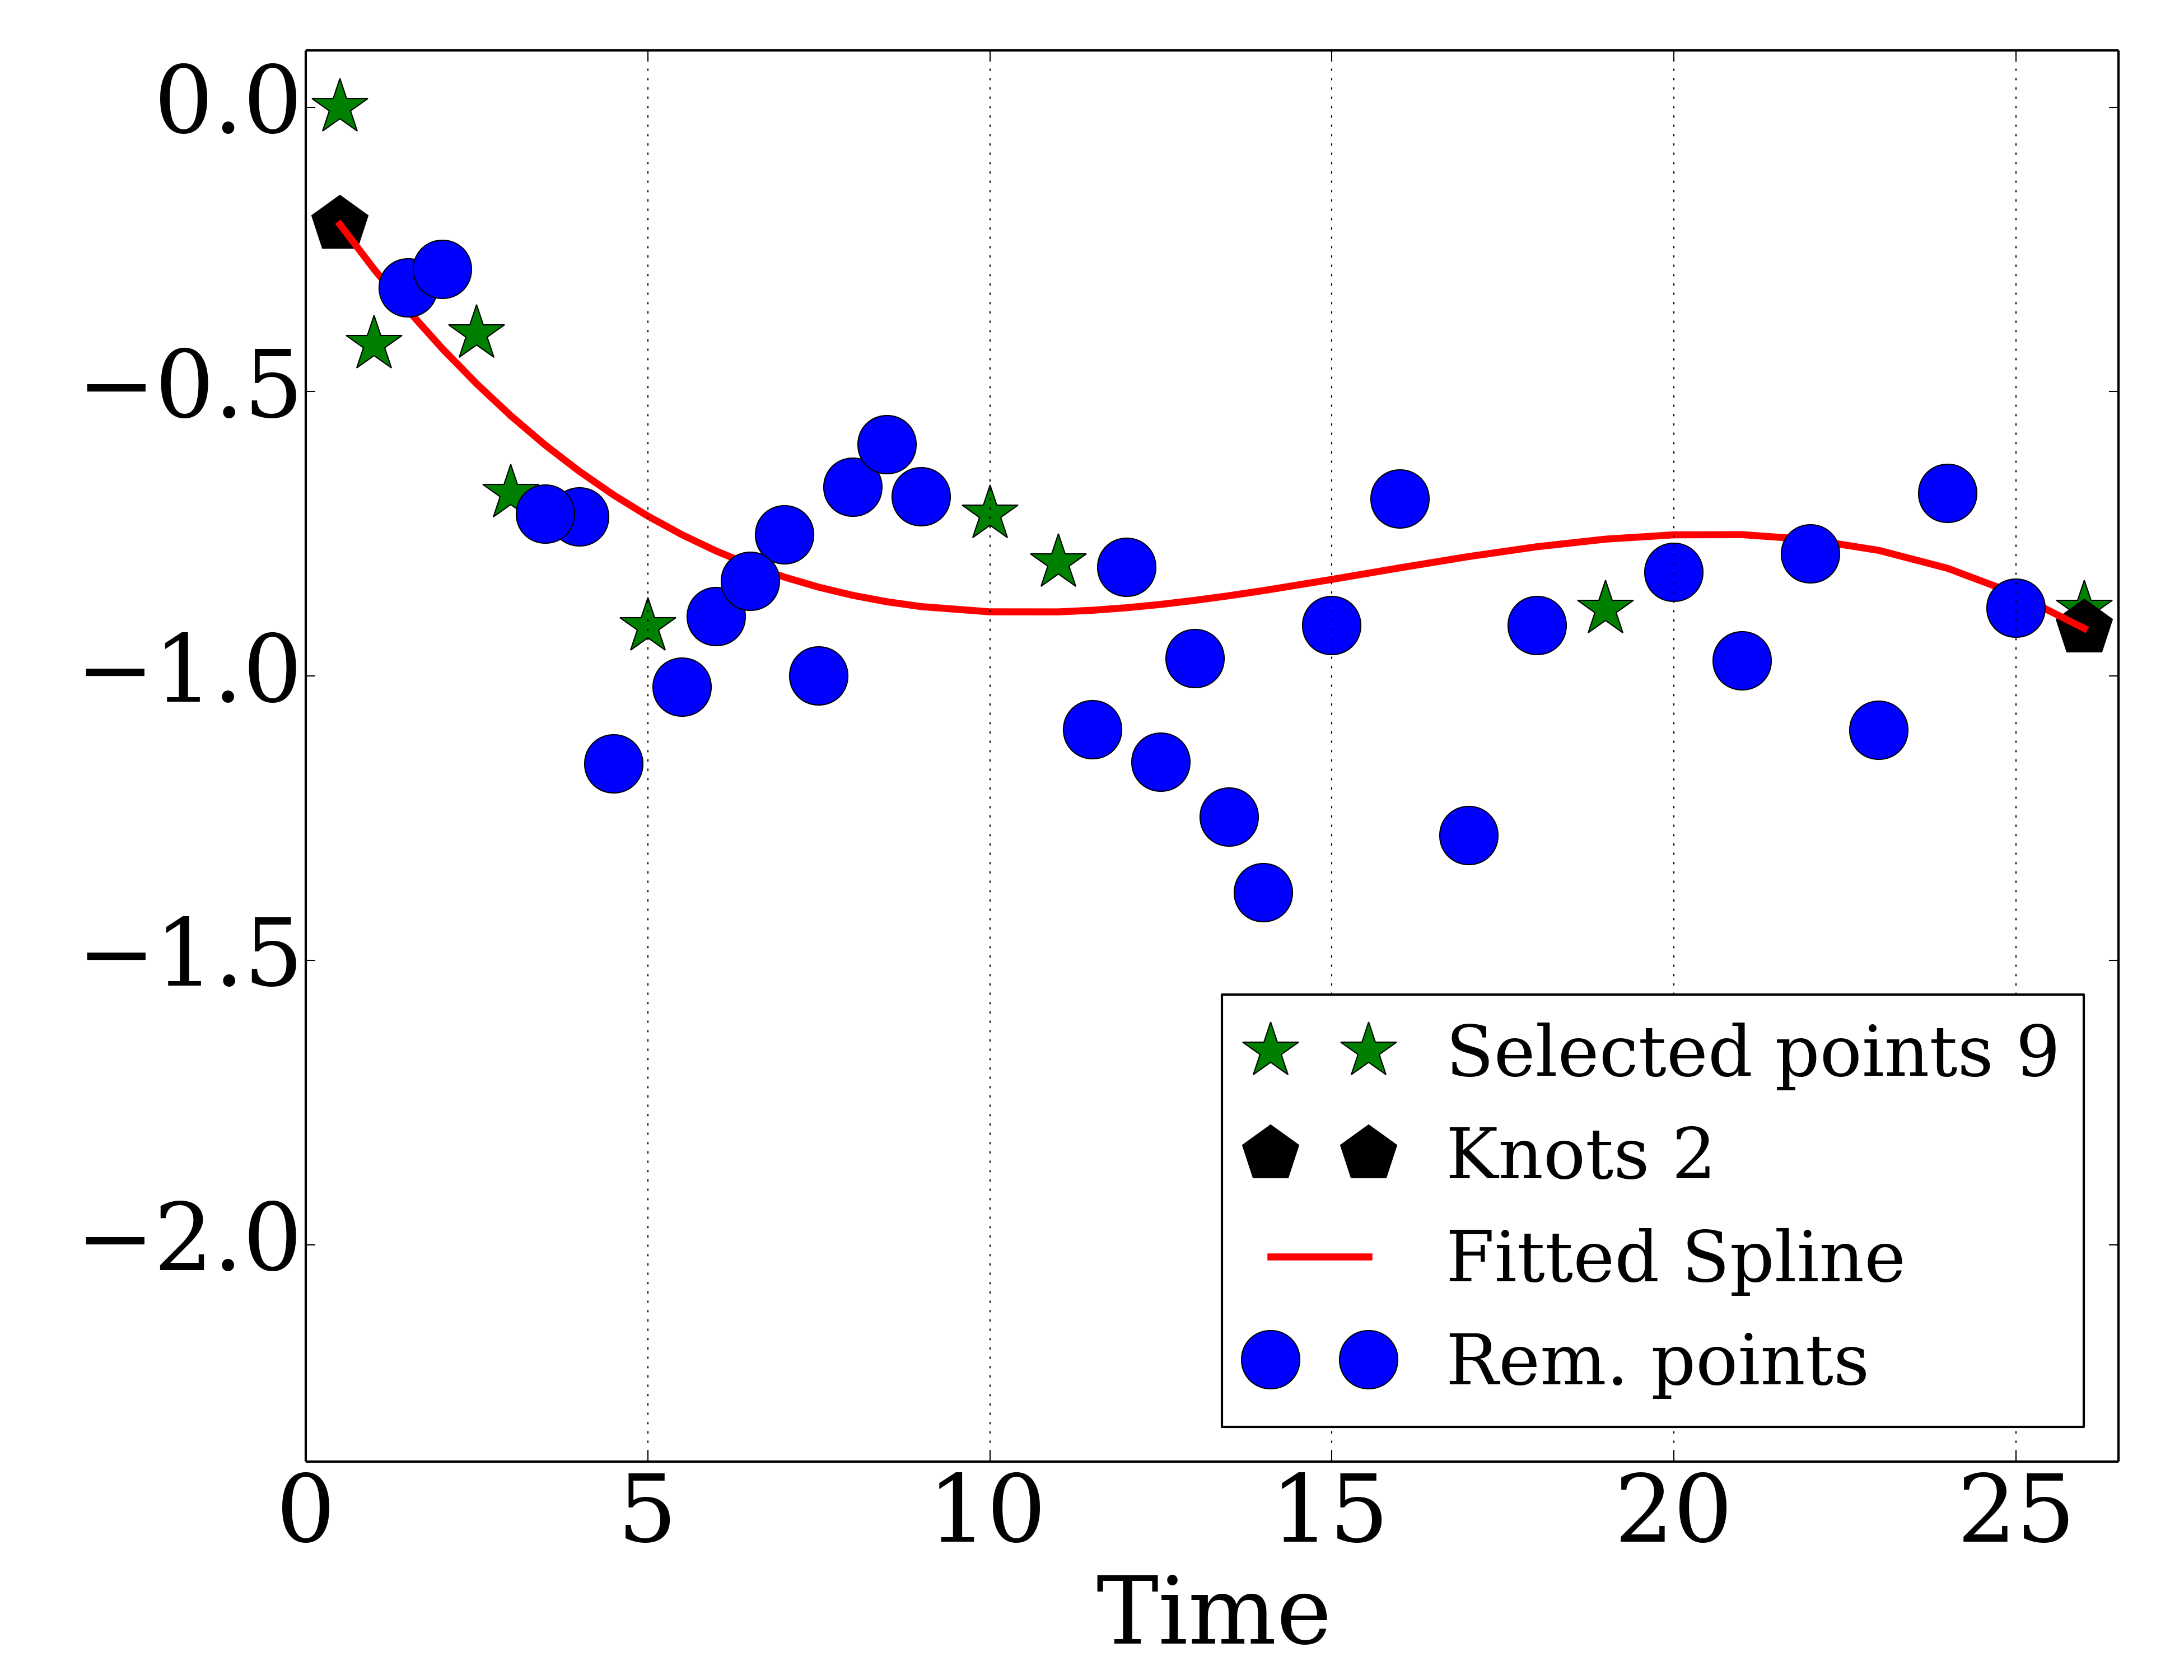 0.0
−0.5
−1.0
−1.5
−2.0
Selected points 9
Knots 2
Fitted Spline
Rem. points
0 5 10 15 20 25
Time